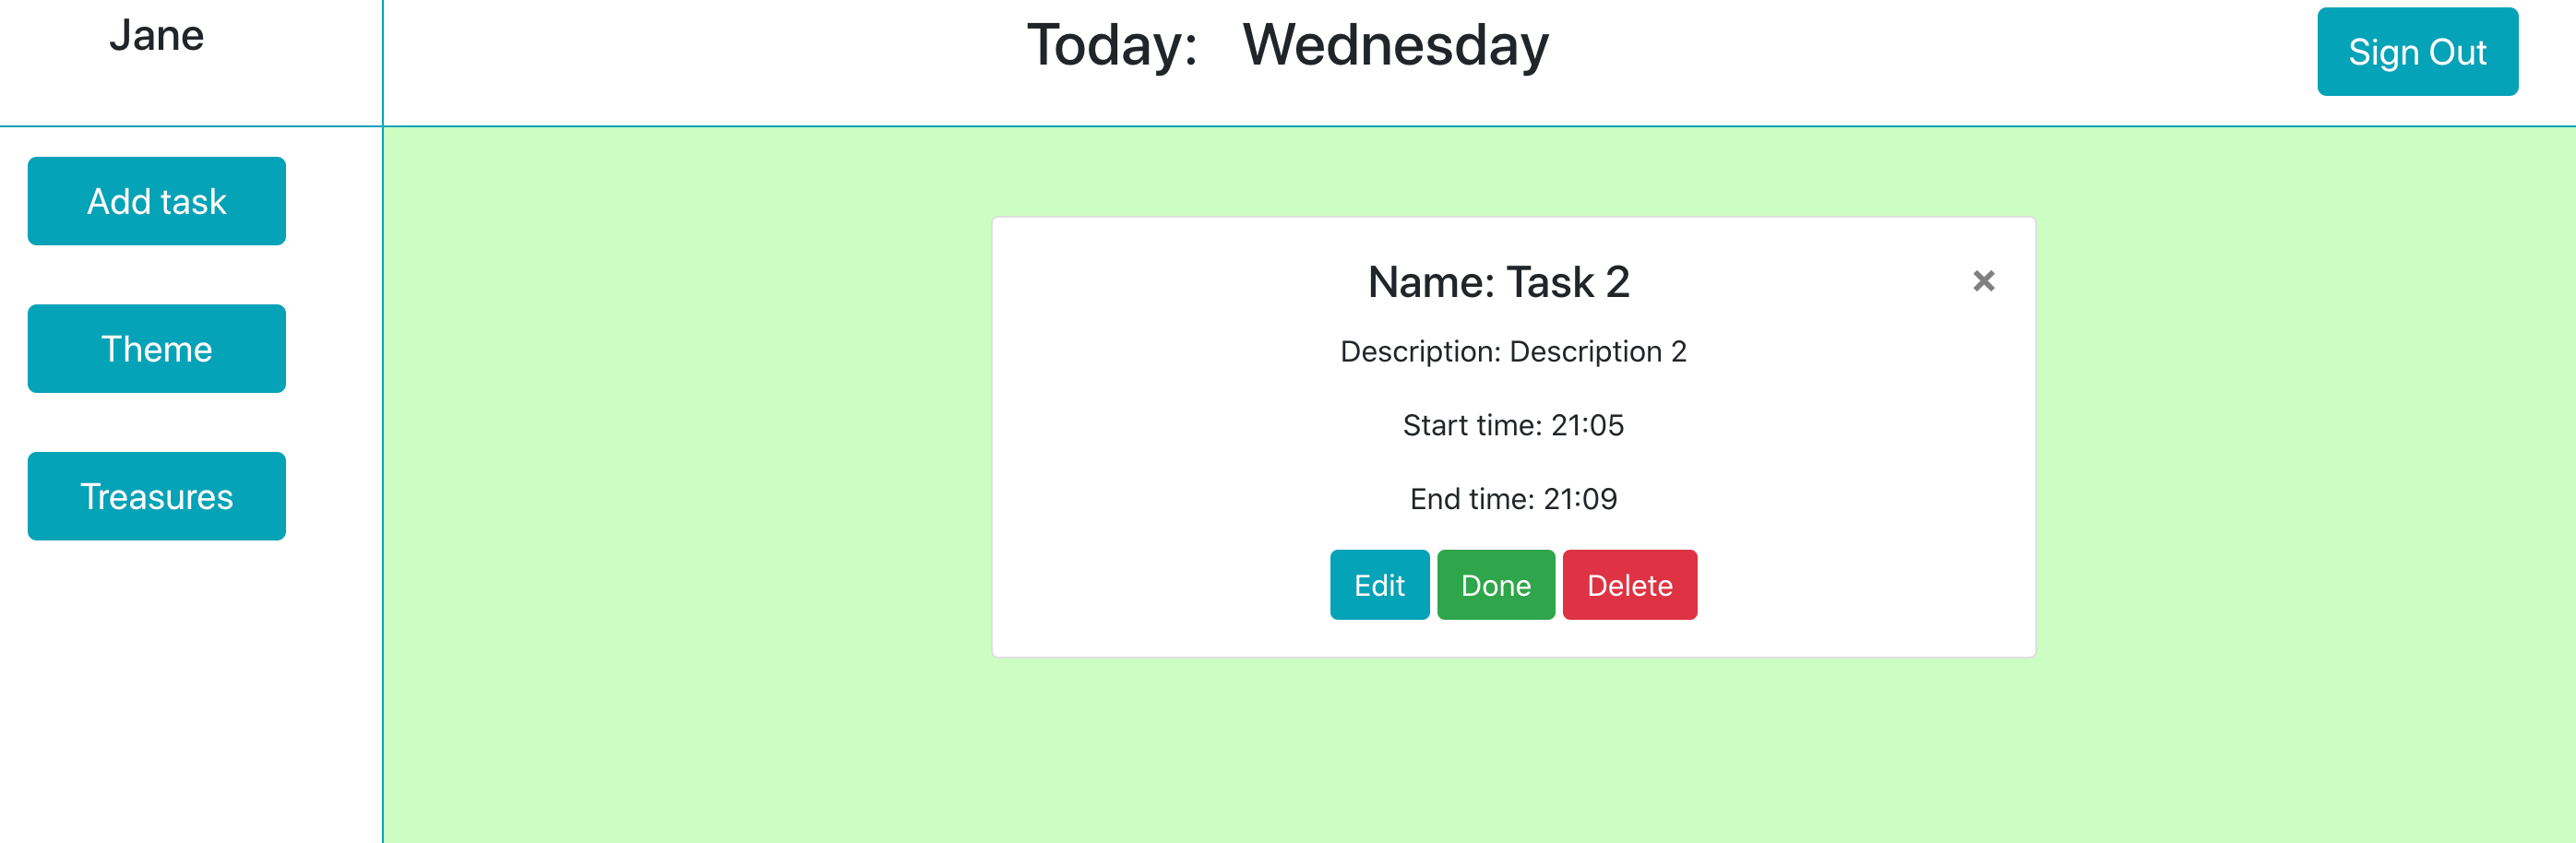 Jane
Today: Wednesday
Sign Out
Add task
Theme
Treasures
Name: Task 2
×
Description: Description 2
Start time: 21:05
End time: 21:09
Edit
Done
Delete